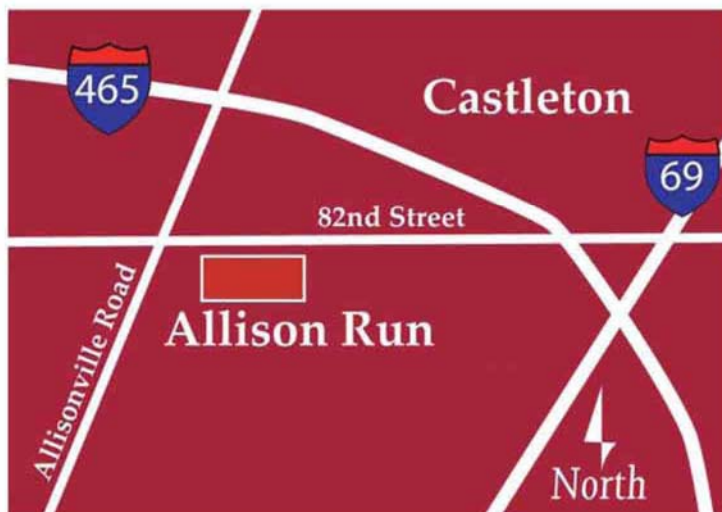 465
Castleton
69
82nd Street
Allison Run
Allisonville Road
North